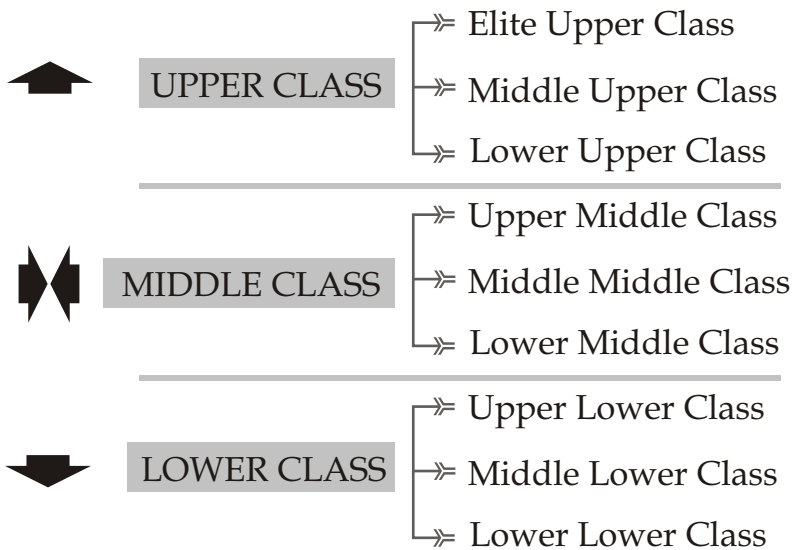 Elite Upper Class
UPPER CLASS
Middle Upper Class
Lower Upper Class
Upper Middle Class
MIDDLE CLASS
Middle Middle Class
Lower Middle Class
Upper Lower Class
LOWER CLASS
Middle Lower Class
Lower Lower Class